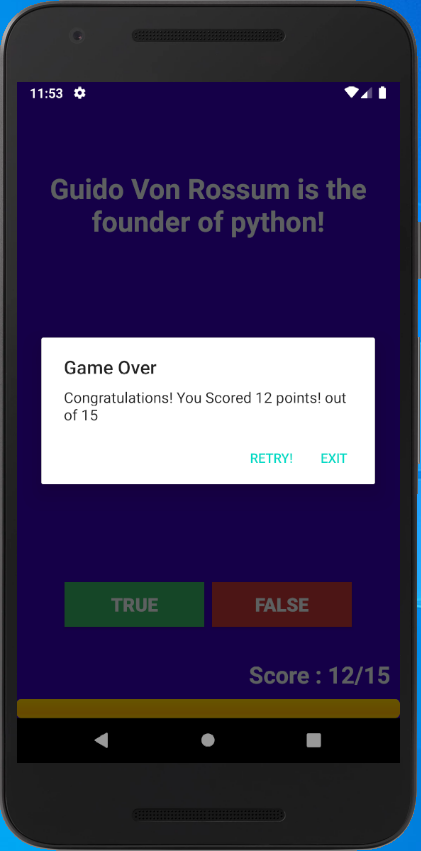 11:53
Guido Von Rossum is the
founder of python!
Game Over
Congratulations! You Scored 12 points! out
of 15
RETRY! EXIT
TRUE FALSE
Score : 12/15